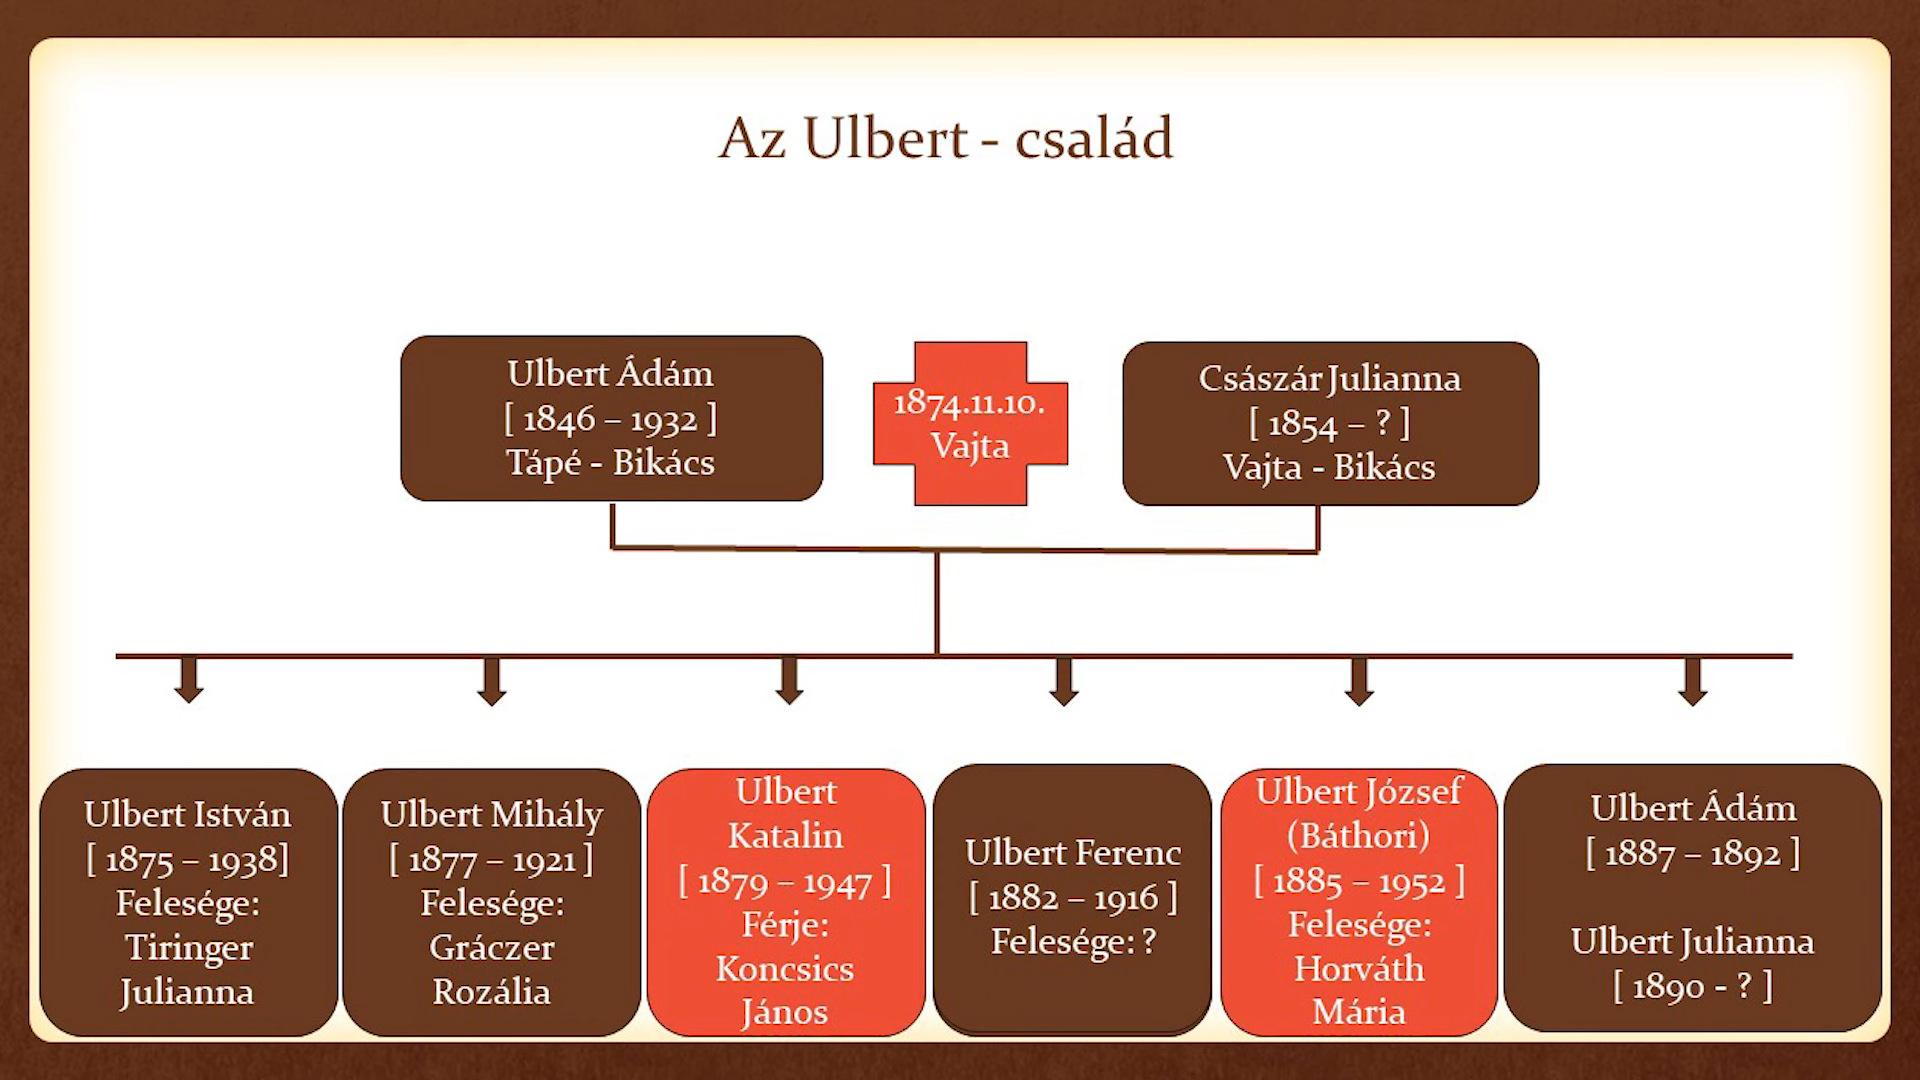 Az Ulbert - család
Ulbert Ádám
[ 1846 – 1932 ]
Tápé - Bikács
1874.11.10.
Vajta
Császár Julianna
[ 1854 – ? ]
Vajta - Bikács
Ulbert István
[ 1875 – 1938]
Felesége:
Tiringer
Julianna
Ulbert Mihály
[ 1877 – 1921 ]
Felesége:
Gráczer
Rozália
Ulbert
Katalin
[ 1879 – 1947 ]
Férje:
Koncsics
János
Ulbert Ferenc
[ 1882 – 1916 ]
Felesége: ?
Ulbert József
(Báthori)
[ 1885 – 1952 ]
Felesége:
Horváth
Mária
Ulbert Ádám
[ 1887 – 1892 ]
Ulbert Julianna
[ 1890 - ? ]